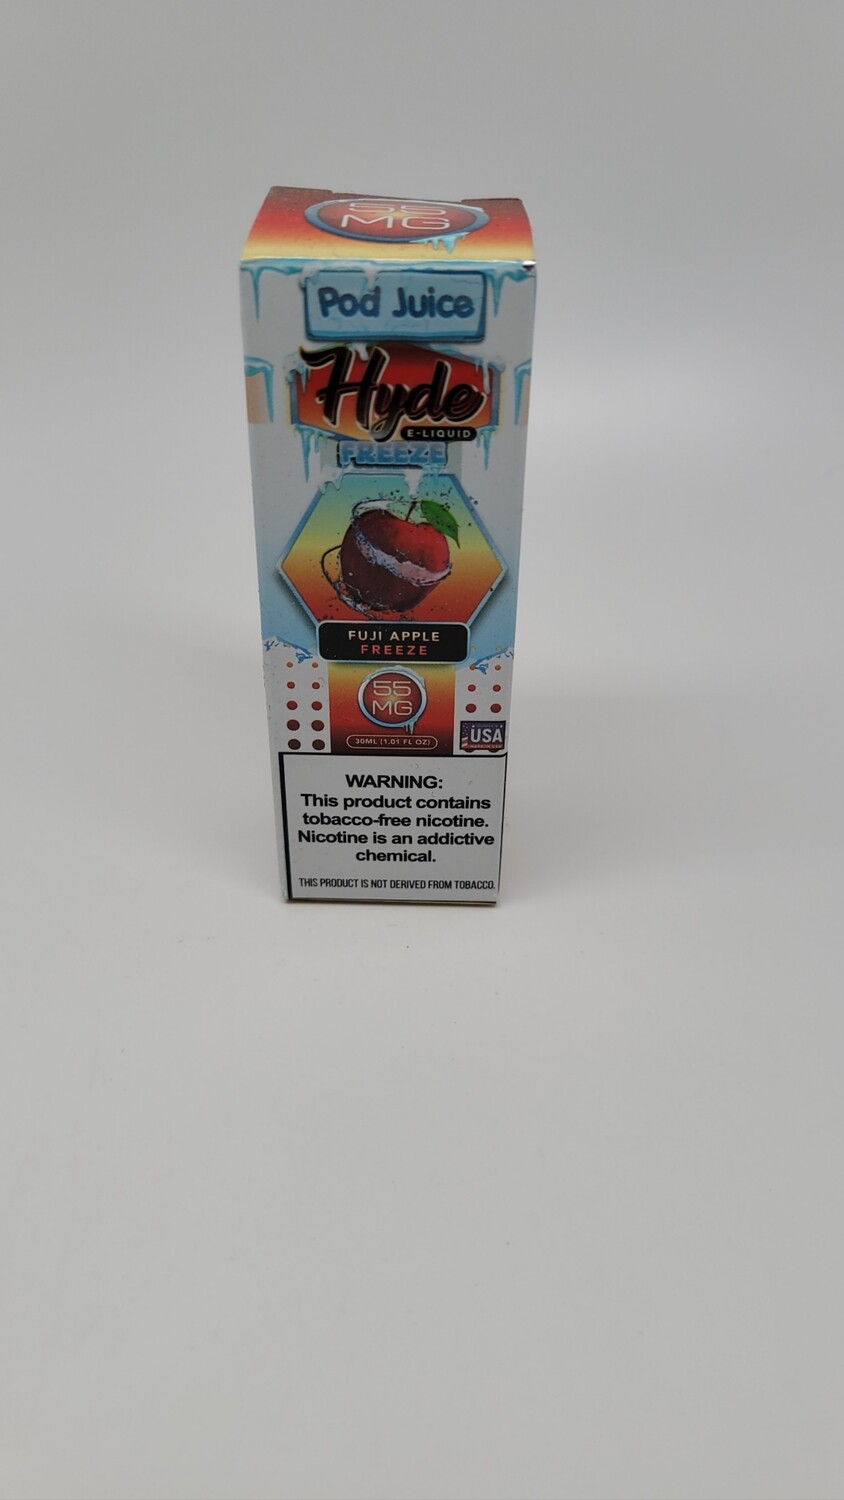 55
MG
Pod Juice
Hyde
E-LIQUID
FREEZE
FUJI APPLE
FREEZE
55
MG
30ML (1.01 FL OZ)
USA
WARNING:
This product contains
tobacco-free nicotine.
Nicotine is an addictive
chemical.
THIS PRODUCT IS NOT DERIVED FROM TOBACCO.